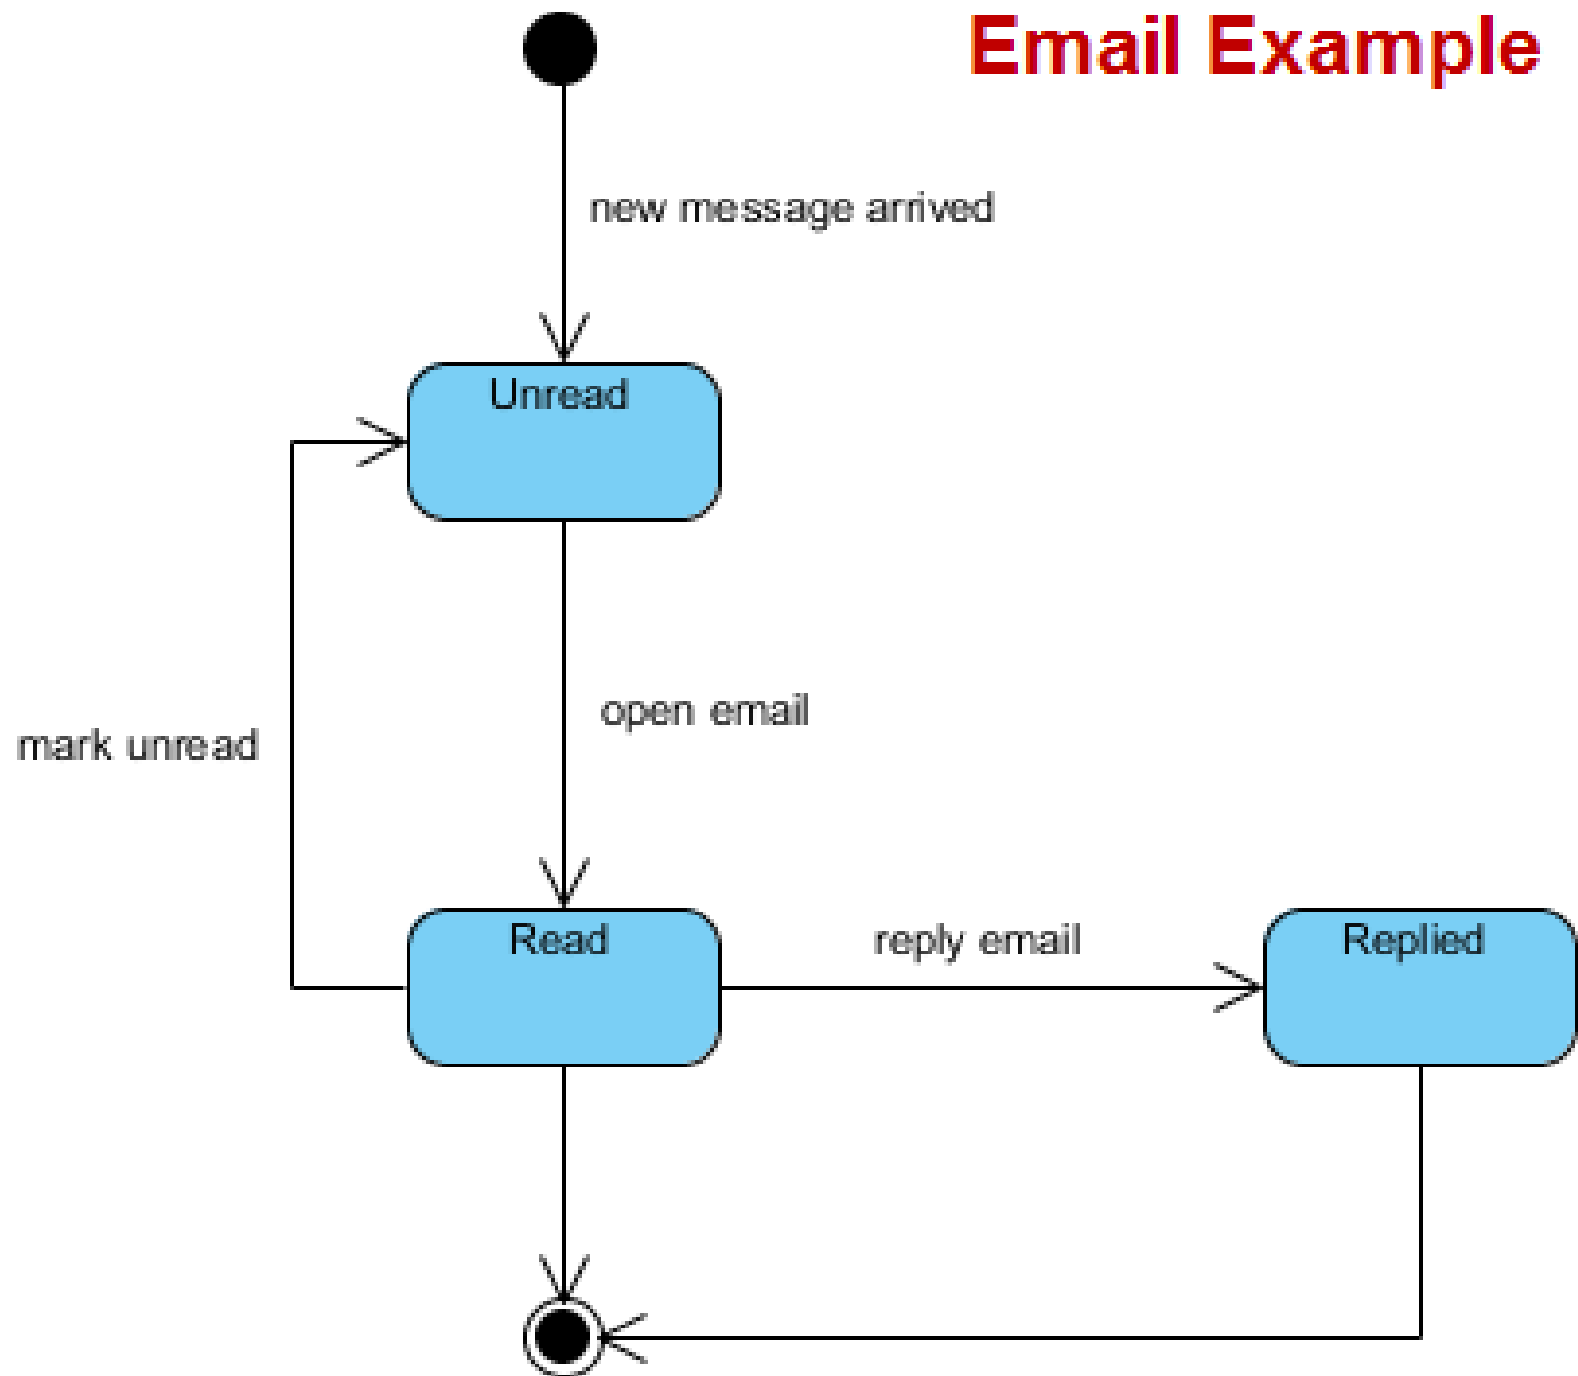 Email Example
new message arrived
Unread
open email
mark unread
Read
reply email
Replied